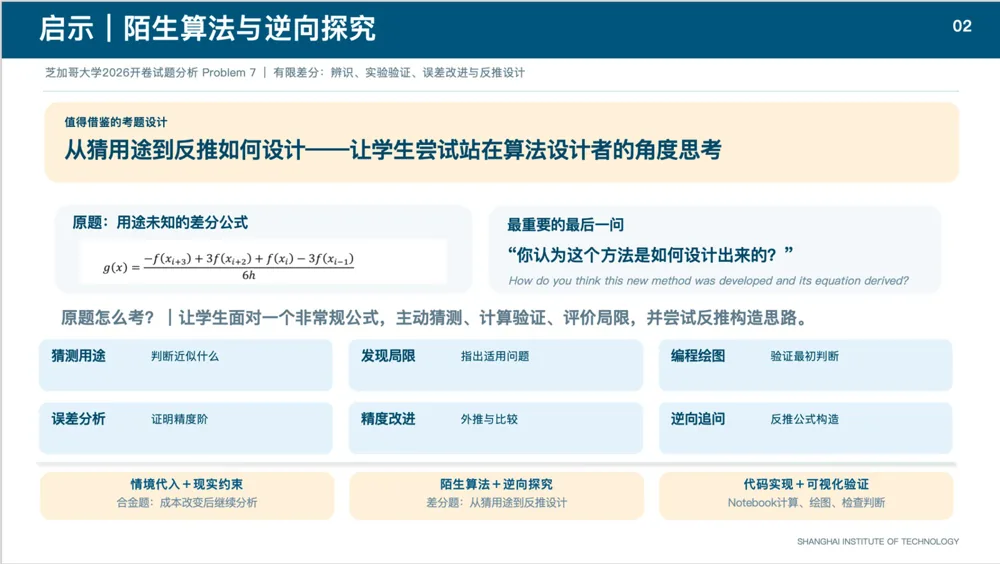 启示｜陌生算法与逆向探究
02
芝加哥大学2026开卷试题分析 Problem 7 ｜ 有限差分：辨识、实验验证、误差改进与反推设计
值得借鉴的考题设计
从猜用途到反推如何设计——让学生尝试站在算法设计者的角度思考
原题：用途未知的差分公式
g(x) = (−f(xᵢ₊₃) + 3f(xᵢ₊₂) + f(xᵢ) − 3f(xᵢ₋₁)) / 6h
最重要的最后一问
“你认为这个方法是如何设计出来的？”
How do you think this new method was developed and its equation derived?
原题怎么考？｜让学生面对一个非常规公式，主动猜测、计算验证、评价局限，并尝试反推构造思路。
猜测用途 判断近似什么
发现局限 指出适用问题
编程绘图 验证最初判断
误差分析 证明精度阶
精度改进 外推与比较
逆向追问 反推公式构造
情境代入＋现实约束
合金题：成本改变后继续分析
陌生算法＋逆向探究
差分题：从猜用途到反推设计
代码实现＋可视化验证
Notebook计算、绘图、检查判断
SHANGHAI INSTITUTE OF TECHNOLOGY